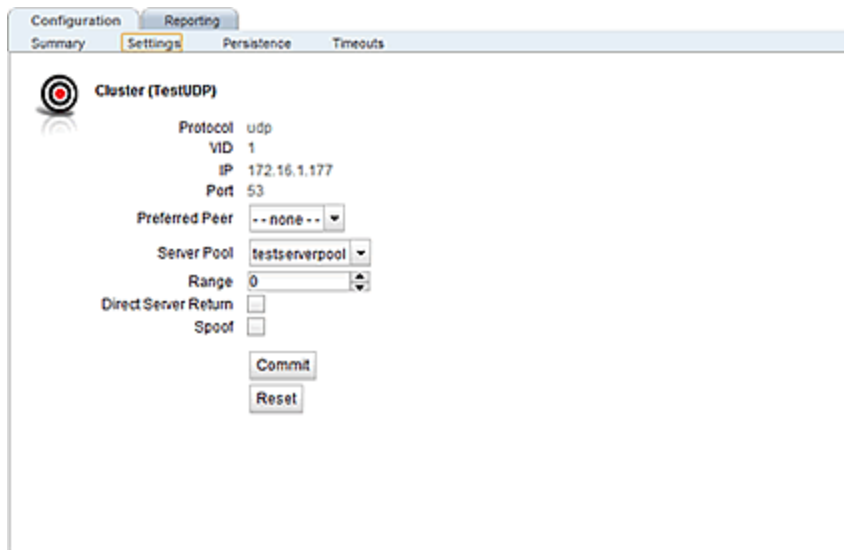 Configuration Reporting
Summary Settings Persistence Timeouts
Cluster (TestUDP)
Protocol udp
VID 1
IP 172.16.1.177
Port 53
Preferred Peer - - none - -
Server Pool testserverpool
Range 0
Direct Server Return
Spoof
Commit
Reset